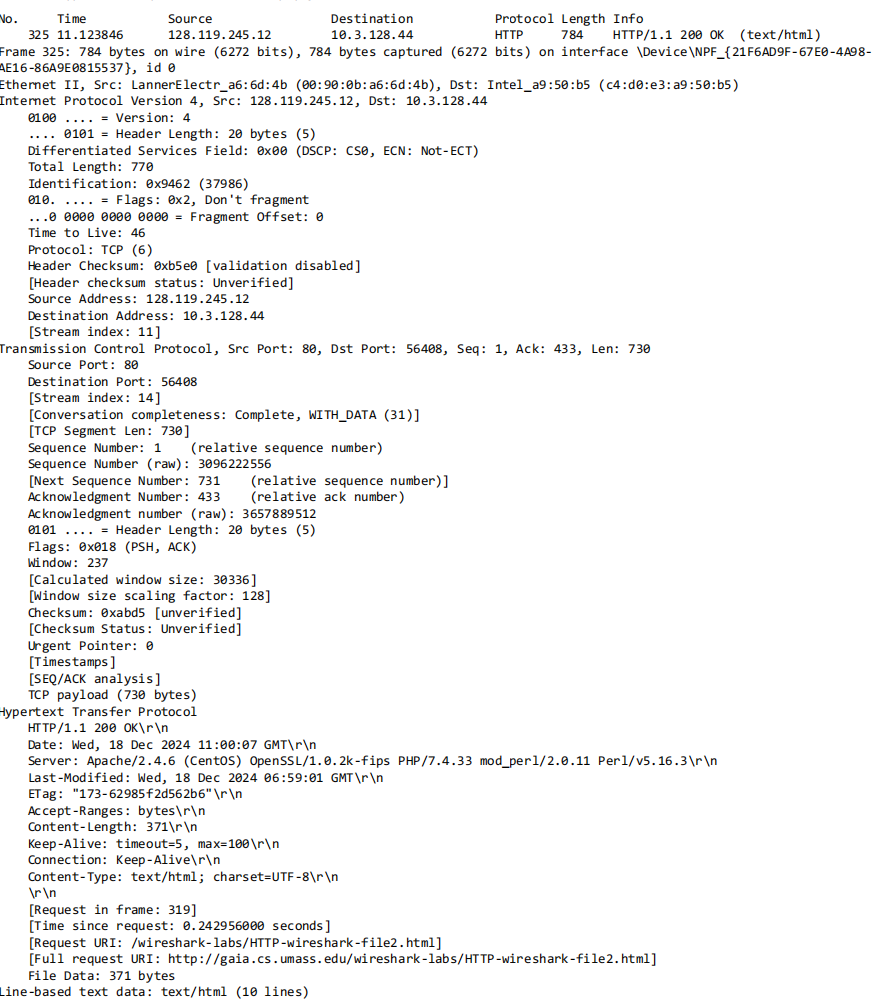 No.     Time           Source                Destination           Protocol Length Info
    325 11.123846      128.119.245.12        10.3.128.44           HTTP     784    HTTP/1.1 200 OK  (text/html)
Frame 325: 784 bytes on wire (6272 bits), 784 bytes captured (6272 bits) on interface \Device\NPF_{21F6AD9F-67E0-4A98-
AE16-86A9E0815537}, id 0
Ethernet II, Src: LannerElectr_a6:6d:4b (00:90:0b:a6:6d:4b), Dst: Intel_a9:50:b5 (c4:d0:e3:a9:50:b5)
Internet Protocol Version 4, Src: 128.119.245.12, Dst: 10.3.128.44
    0100 .... = Version: 4
    .... 0101 = Header Length: 20 bytes (5)
    Differentiated Services Field: 0x00 (DSCP: CS0, ECN: Not-ECT)
    Total Length: 770
    Identification: 0x9462 (37986)
    010. .... = Flags: 0x2, Don't fragment
    ...0 0000 0000 0000 = Fragment Offset: 0
    Time to Live: 46
    Protocol: TCP (6)
    Header Checksum: 0xb5e0 [validation disabled]
    [Header checksum status: Unverified]
    Source Address: 128.119.245.12
    Destination Address: 10.3.128.44
    [Stream index: 11]
Transmission Control Protocol, Src Port: 80, Dst Port: 56408, Seq: 1, Ack: 433, Len: 730
    Source Port: 80
    Destination Port: 56408
    [Stream index: 14]
    [Conversation completeness: Complete, WITH_DATA (31)]
    [TCP Segment Len: 730]
    Sequence Number: 1    (relative sequence number)
    Sequence Number (raw): 3096222556
    [Next Sequence Number: 731    (relative sequence number)]
    Acknowledgment Number: 433    (relative ack number)
    Acknowledgment number (raw): 3657889512
    0101 .... = Header Length: 20 bytes (5)
    Flags: 0x018 (PSH, ACK)
    Window: 237
    [Calculated window size: 30336]
    [Window size scaling factor: 128]
    Checksum: 0xabd5 [unverified]
    [Checksum Status: Unverified]
    Urgent Pointer: 0
    [Timestamps]
    [SEQ/ACK analysis]
    TCP payload (730 bytes)
Hypertext Transfer Protocol
    HTTP/1.1 200 OK\r\n
    Date: Wed, 18 Dec 2024 11:00:07 GMT\r\n
    Server: Apache/2.4.6 (CentOS) OpenSSL/1.0.2k-fips PHP/7.4.33 mod_perl/2.0.11 Perl/v5.16.3\r\n
    Last-Modified: Wed, 18 Dec 2024 06:59:01 GMT\r\n
    ETag: "173-62985f2d562b6"\r\n
    Accept-Ranges: bytes\r\n
    Content-Length: 371\r\n
    Keep-Alive: timeout=5, max=100\r\n
    Connection: Keep-Alive\r\n
    Content-Type: text/html; charset=UTF-8\r\n
    \r\n
    [Request in frame: 319]
    [Time since request: 0.242956000 seconds]
    [Request URI: /wireshark-labs/HTTP-wireshark-file2.html]
    [Full request URI: http://gaia.cs.umass.edu/wireshark-labs/HTTP-wireshark-file2.html]
    File Data: 371 bytes
Line-based text data: text/html (10 lines)